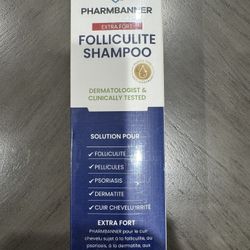 PHARMBANNER
EXTRA FORT
FOLLICULITE
SHAMPOO
DERMATOLOGIST &
CLINICALLY TESTED
SOLUTION POUR
FOLLICULITE
PELLICULES
PSORIASIS
DERMATITE
CUIR CHEVELU IRRITÉ
EXTRA FORT
PHARMBANNER pour le cuir
chevelu sujet à la folliculite, au
psoriasis, à la dermatite, aux